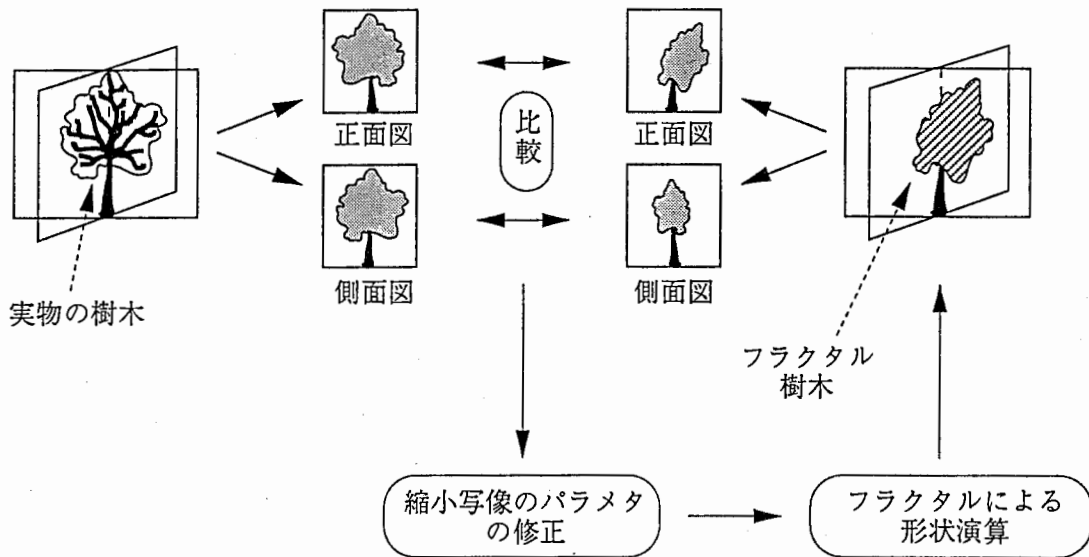 正面図
正面図
比
較
側面図
側面図
実物の樹木
フラクタル
樹木
縮小写像のパラメタ
の修正
フラクタルによる
形状演算